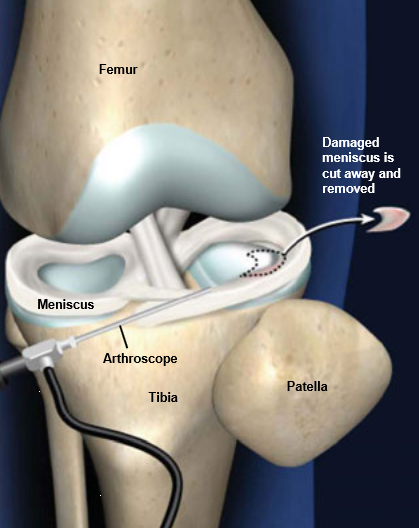 Femur
Damaged
meniscus is
cut away and
removed
Meniscus
Arthroscope
Tibia
Patella